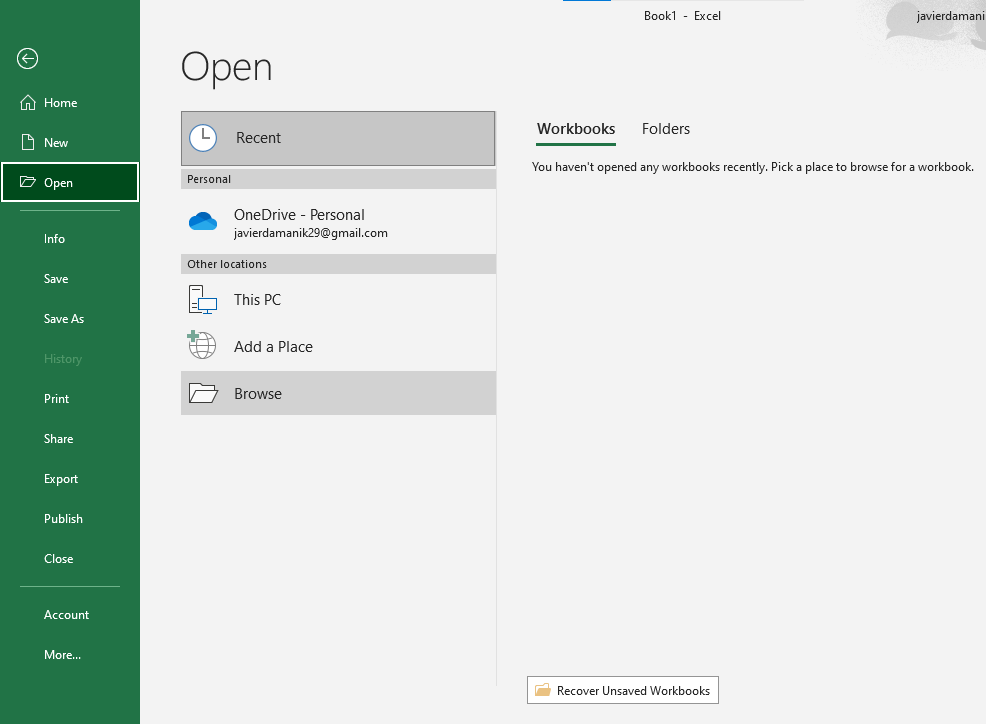 Book1 - Excel
javierdamani
Home
New
Open
Info
Save
Save As
History
Print
Share
Export
Publish
Close
Account
More...
Open
Recent
Personal
OneDrive - Personal
javierdamanik29@gmail.com
Other locations
This PC
Add a Place
Browse
Workbooks Folders
You haven't opened any workbooks recently. Pick a place to browse for a workbook.
Recover Unsaved Workbooks